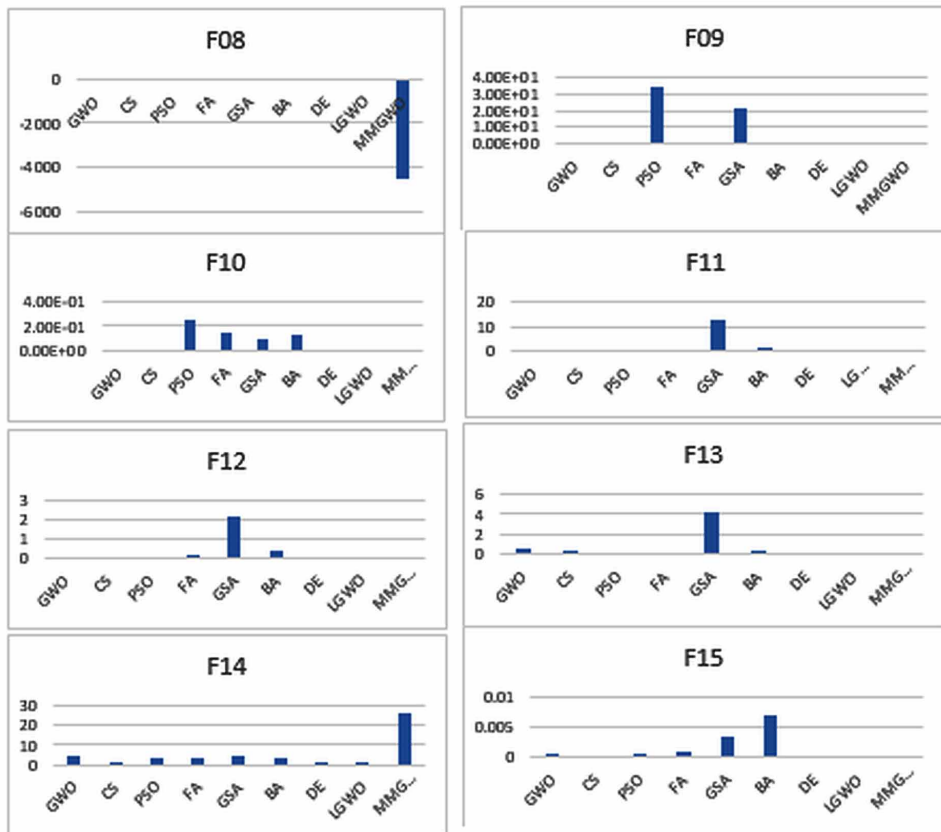 F08
0
-2000
-4000
-6000
GWO CS PSO FA GSA BA DE LGWO MMGWO
F09
4.00E+01
3.00E+01
2.00E+01
1.00E+01
0.00E+00
GWO CS PSO FA GSA BA DE LGWO MMGWO
F10
4.00E-01
2.00E-01
0.00E+00
GWO CS PSO FA GSA BA DE LGWO MM...
F11
20
10
0
GWO CS PSO FA GSA BA DE LG... MM...
F12
3
2
1
0
GWO CS PSO FA GSA BA DE LGWO MMG...
F13
6
4
2
0
GWO CS PSO FA GSA BA DE LGWO MMG...
F14
30
20
10
0
GWO CS PSO FA GSA BA DE LGWO MMG...
F15
0.01
0.005
0
GWO CS PSO FA GSA BA DE LGWO MMG...